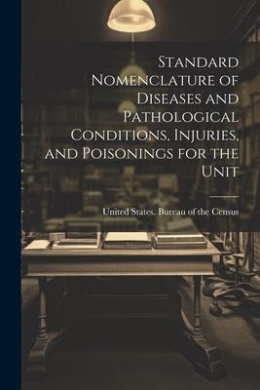 Standard
Nomenclature of
Diseases and
Pathological
Conditions, Injuries,
and Poisonings for the
Unit
United States. Bureau of the Census